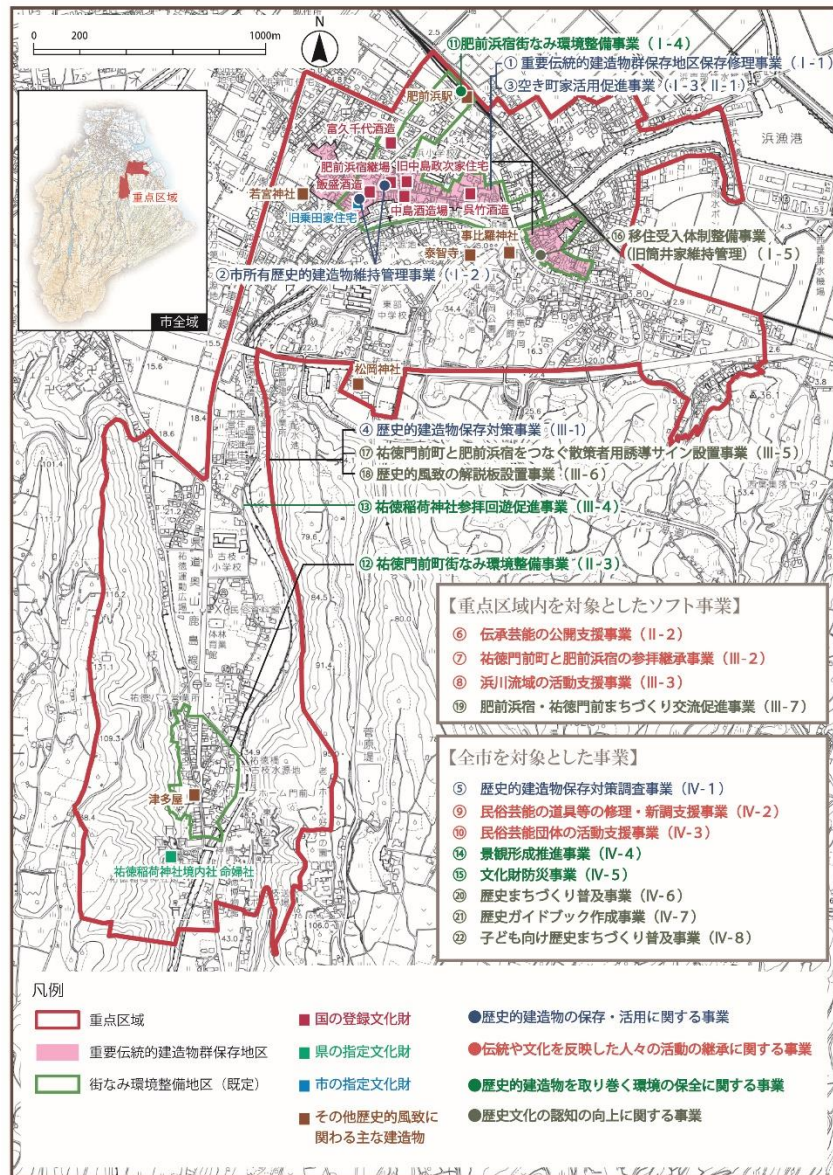 0
200
1000m
N
⑪肥前浜宿街なみ環境整備事業(Ⅰ-4)
①重要伝統的建造物群保存地区保存修理事業(Ⅰ-1)
③空き町家活用促進事業(Ⅰ-3、Ⅱ-1)
肥前浜駅
浜漁港
富久千代酒造
浜小学校
肥前浜宿継場
旧中島政次家住宅
飯盛酒造
若宮神社
中島酒造場
呉竹酒造
旧乗田家住宅
事比羅神社
泰智寺
⑯移住受入体制整備事業
(旧筒井家維持管理)(Ⅰ-5)
②市所有歴史的建造物維持管理事業(Ⅰ-2)
重点区域
市全域
東部
中学校
松岡神社
④歴史的建造物保存対策事業(Ⅲ-1)
⑰祐徳門前町と肥前浜宿をつなぐ散策者用誘導サイン設置事業(Ⅲ-5)
⑱歴史的風致の解説板設置事業(Ⅲ-6)
⑬祐徳稲荷神社参拝回遊促進事業(Ⅲ-4)
古枝
小学校
⑫祐徳門前町街なみ環境整備事業(Ⅱ-3)
【重点区域内を対象としたソフト事業】
⑥ 伝承芸能の公開支援事業(Ⅱ-2)
⑦ 祐徳門前町と肥前浜宿の参拝継承事業(Ⅲ-2)
⑧ 浜川流域の活動支援事業(Ⅲ-3)
⑲ 肥前浜宿・祐徳門前まちづくり交流促進事業(Ⅲ-7)
古枝
菅原堤
津多屋
祐徳稲荷神社境内社 命婦社
【全市を対象とした事業】
⑤ 歴史的建造物保存対策調査事業(Ⅳ-1)
⑨ 民俗芸能の道具等の修理・新調支援事業(Ⅳ-2)
⑩ 民俗芸能団体の活動支援事業(Ⅳ-3)
⑭ 景観形成推進事業(Ⅳ-4)
⑮ 文化財防災事業(Ⅳ-5)
⑳ 歴史まちづくり普及事業(Ⅳ-6)
㉑ 歴史ガイドブック作成事業(Ⅳ-7)
㉒ 子ども向け歴史まちづくり普及事業(Ⅳ-8)
凡例
重点区域
重要伝統的建造物群保存地区
街なみ環境整備地区(既定)
■国の登録文化財
■県の指定文化財
■市の指定文化財
■その他歴史的風致に
関わる主な建造物
●歴史的建造物の保存・活用に関する事業
●伝統や文化を反映した人々の活動の継承に関する事業
●歴史的建造物を取り巻く環境の保全に関する事業
●歴史文化の認知の向上に関する事業